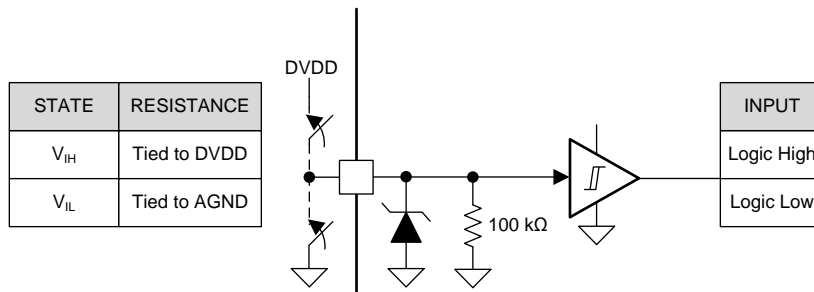 DVDD
STATE RESISTANCE
V_IH Tied to DVDD
V_IL Tied to AGND
100 kΩ
INPUT
Logic High
Logic Low